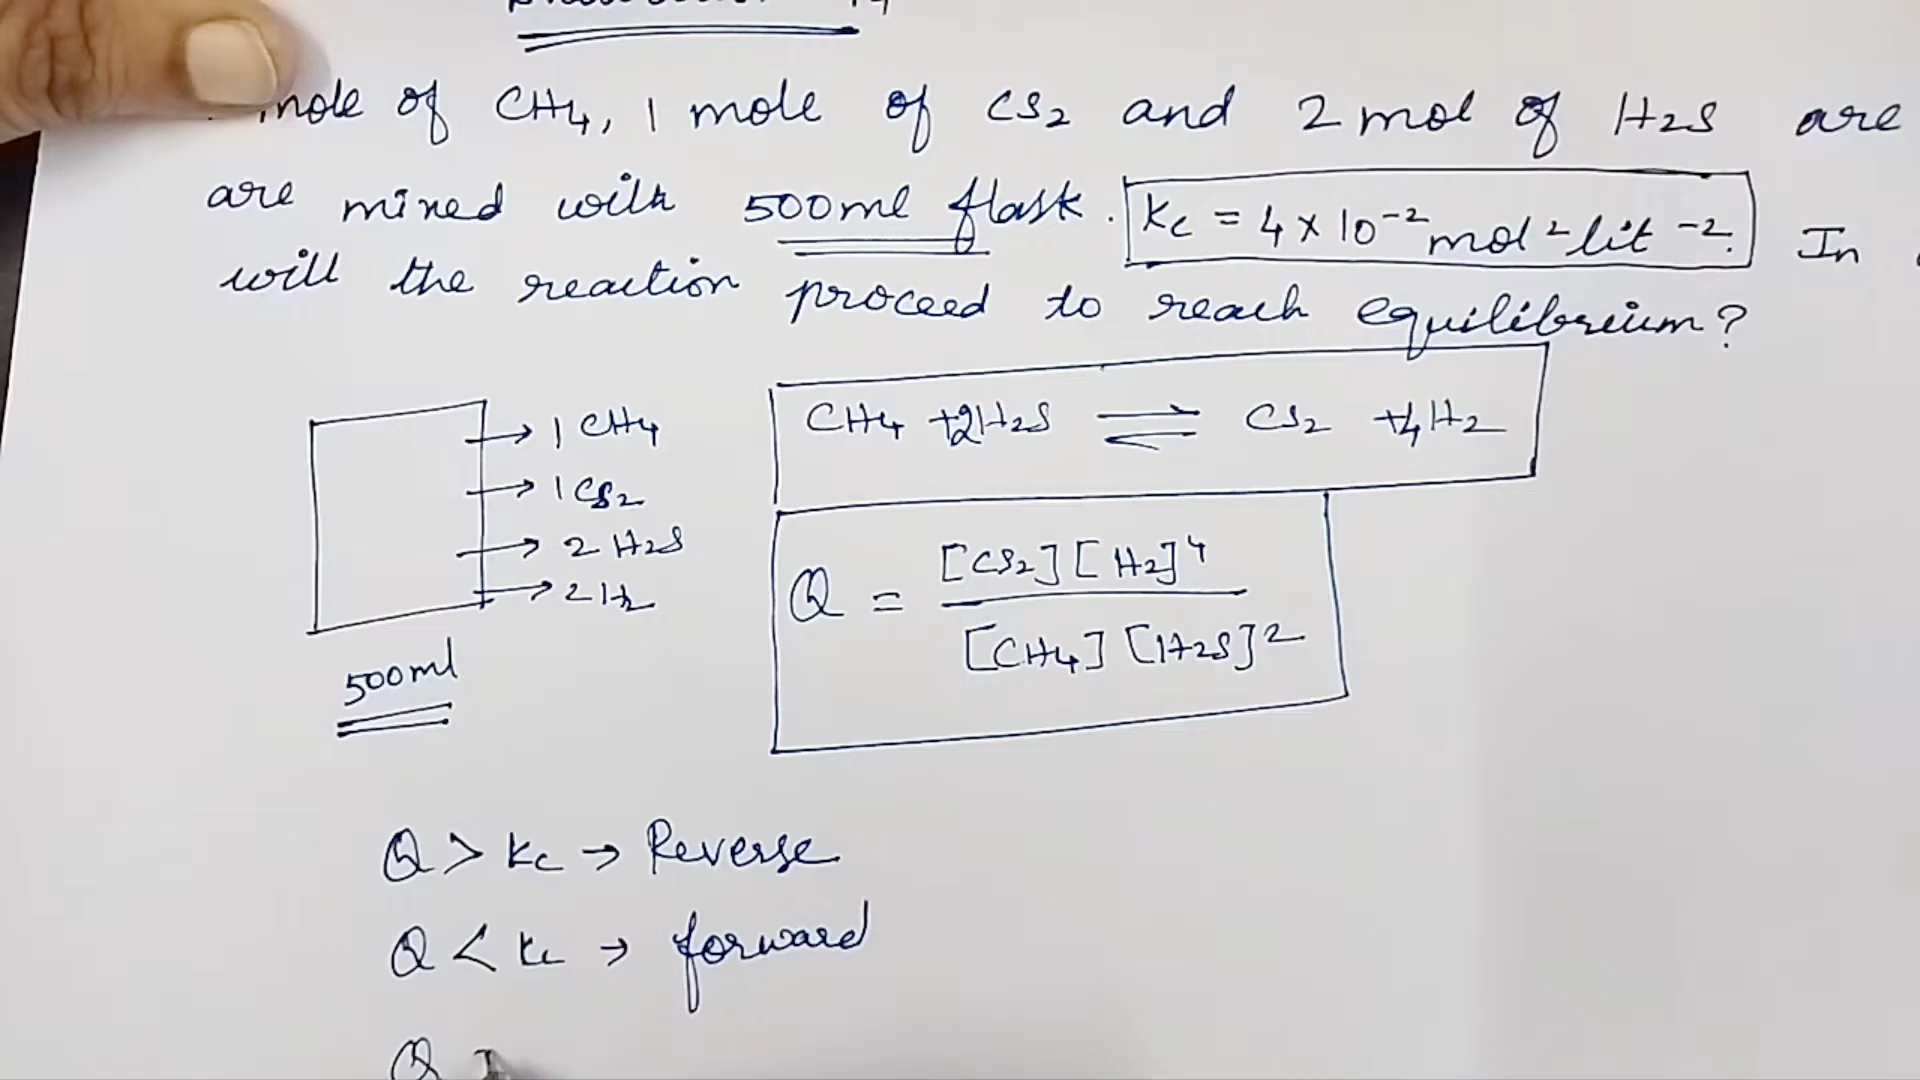 mole of CH4, 1 mole of CS2 and 2 mol of H2S are
are mixed with 500ml flask. Kc = 4 × 10⁻² mol² lit⁻². In
will the reaction proceed to reach equilibrium?
CH4 + 2H2S ⇌ CS2 + 4H2
→ 1 CH4
→ 1 CS2
→ 2 H2S
→ 2 H2
500ml
Q = [CS2][H2]⁴ / [CH4][H2S]²
Q > Kc → Reverse
Q < Kc → forward
Q